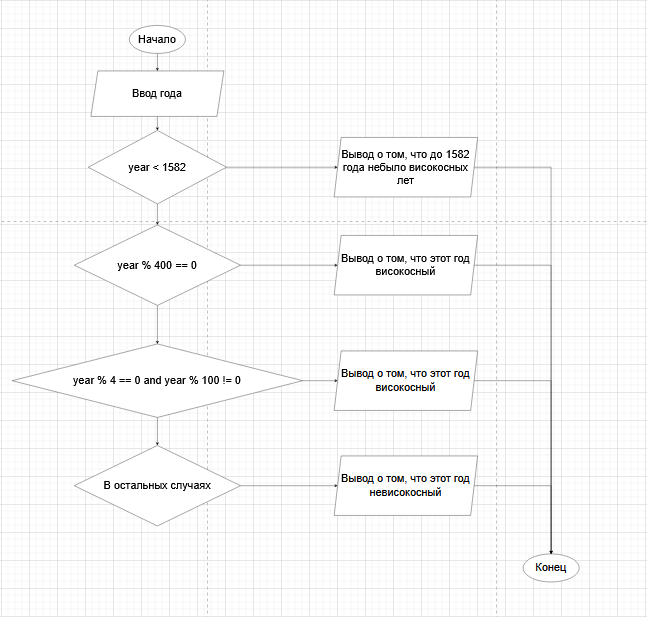 Начало
Ввод года
year < 1582
Вывод о том, что до 1582
года небыло високосных
лет
year % 400 == 0
Вывод о том, что этот год
високосный
year % 4 == 0 and year % 100 != 0
Вывод о том, что этот год
високосный
В остальных случаях
Вывод о том, что этот год
невисокосный
Конец